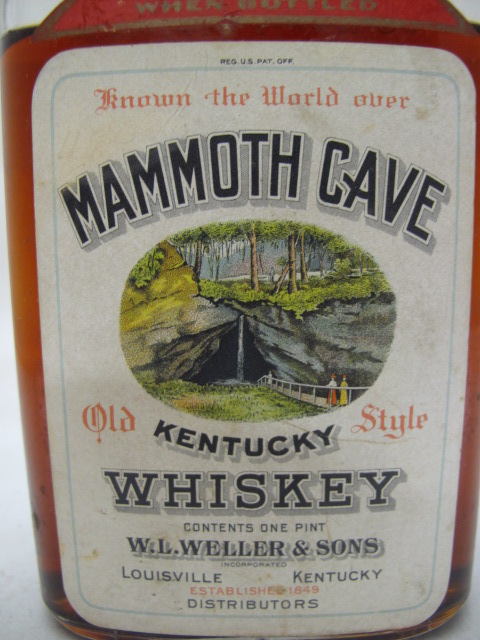 WHEN BOTTLED
REG. U.S. PAT. OFF.
Known the World over
MAMMOTH CAVE
Old Style
KENTUCKY
WHISKEY
CONTENTS ONE PINT
W.L.WELLER & SONS
INCORPORATED
LOUISVILLE KENTUCKY
ESTABLISHED 1849
DISTRIBUTORS